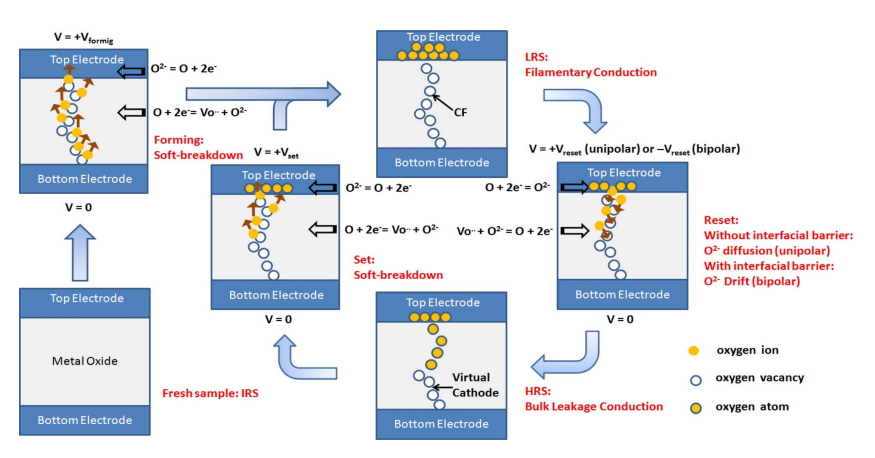 V = +Vformig
Top Electrode
O2- = O + 2e-
O + 2e-= Vo·· + O2-
Forming:
Soft-breakdown
Bottom Electrode
V = 0
Top Electrode
CF
Bottom Electrode
LRS:
Filamentary Conduction
V = +Vset
Top Electrode
O2- = O + 2e-
O + 2e-= Vo·· + O2-
Set:
Soft-breakdown
Bottom Electrode
V = 0
V = +Vreset (unipolar) or –Vreset (bipolar)
Top Electrode
O + 2e- = O2-
Vo·· + O2- = O + 2e-
Bottom Electrode
V = 0
Reset:
Without interfacial barrier:
O2- diffusion (unipolar)
With interfacial barrier:
O2- Drift (bipolar)
Top Electrode
Metal Oxide
Bottom Electrode
Fresh sample: IRS
Top Electrode
Virtual
Cathode
Bottom Electrode
HRS:
Bulk Leakage Conduction
oxygen ion
oxygen vacancy
oxygen atom